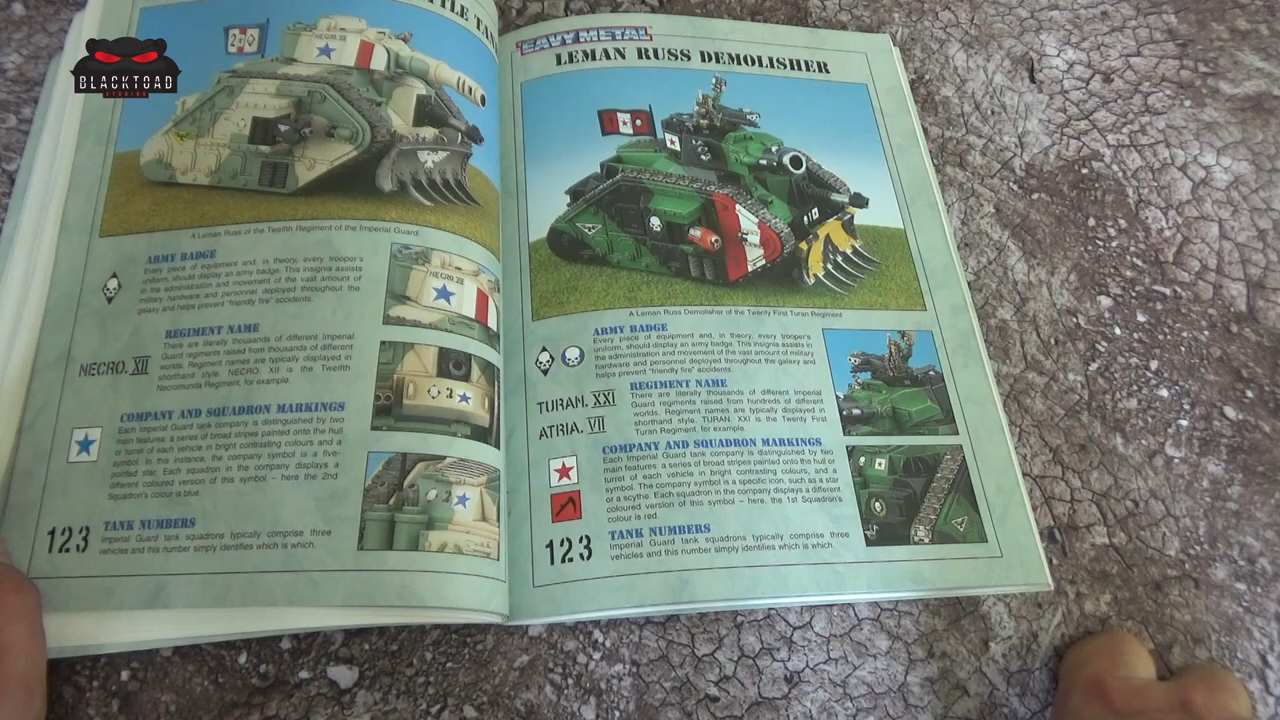 BLACKTOAD
STUDIOS
TLE TAN
NECRO. XII
2
A Leman Russ of the Twelfth Regiment of the Imperial Guard
ARMY BADGE
Every piece of equipment and, in theory, every trooper's
uniform, should display an army badge. This insignia assists
in the administration and movement of the vast amount of
military hardware and personnel deployed throughout the
galaxy and helps prevent "friendly fire" accidents.
REGIMENT NAME
There are literally thousands of different Imperial
Guard regiments raised from thousands of different
worlds. Regiment names are typically displayed in
shorthand style. NECRO. XII is the Twelfth
Necromunda Regiment, for example.
NECRO. XII
COMPANY AND SQUADRON MARKINGS
Each Imperial Guard tank company is distinguished by two
main features: a series of broad stripes painted onto the hull
or turret of each vehicle in bright contrasting colours and a
symbol. In this instance, the company symbol is a five-
pointed star. Each squadron in the company displays a
different coloured version of this symbol – here the 2nd
Squadron's colour is blue.
123
TANK NUMBERS
Imperial Guard tank squadrons typically comprise three
vehicles and this number simply identifies which is which.
NECRO. XII
2
2
'EAVY METAL
LEMAN RUSS DEMOLISHER
A Leman Russ Demolisher of the Twenty First Turan Regiment
ARMY BADGE
Every piece of equipment and, in theory, every trooper's
uniform, should display an army badge. This insignia assists in
the administration and movement of the vast amount of military
hardware and personnel deployed throughout the galaxy and
helps prevent "friendly fire" accidents.
REGIMENT NAME
There are literally thousands of different Imperial
Guard regiments raised from hundreds of different
worlds. Regiment names are typically displayed in
shorthand style. TURAN. XXI is the Twenty First
Turan Regiment, for example.
TURAN. XXI
ATRIA. VII
COMPANY AND SQUADRON MARKINGS
Each Imperial Guard tank company is distinguished by two
main features: a series of broad stripes painted onto the hull or
turret of each vehicle in bright contrasting colours, and a
symbol. The company symbol is a specific icon, such as a star
or a scythe. Each squadron in the company displays a different
coloured version of this symbol – here, the 1st Squadron's
colour is red.
123
TANK NUMBERS
Imperial Guard tank squadrons typically comprise three
vehicles and this number simply identifies which is which.